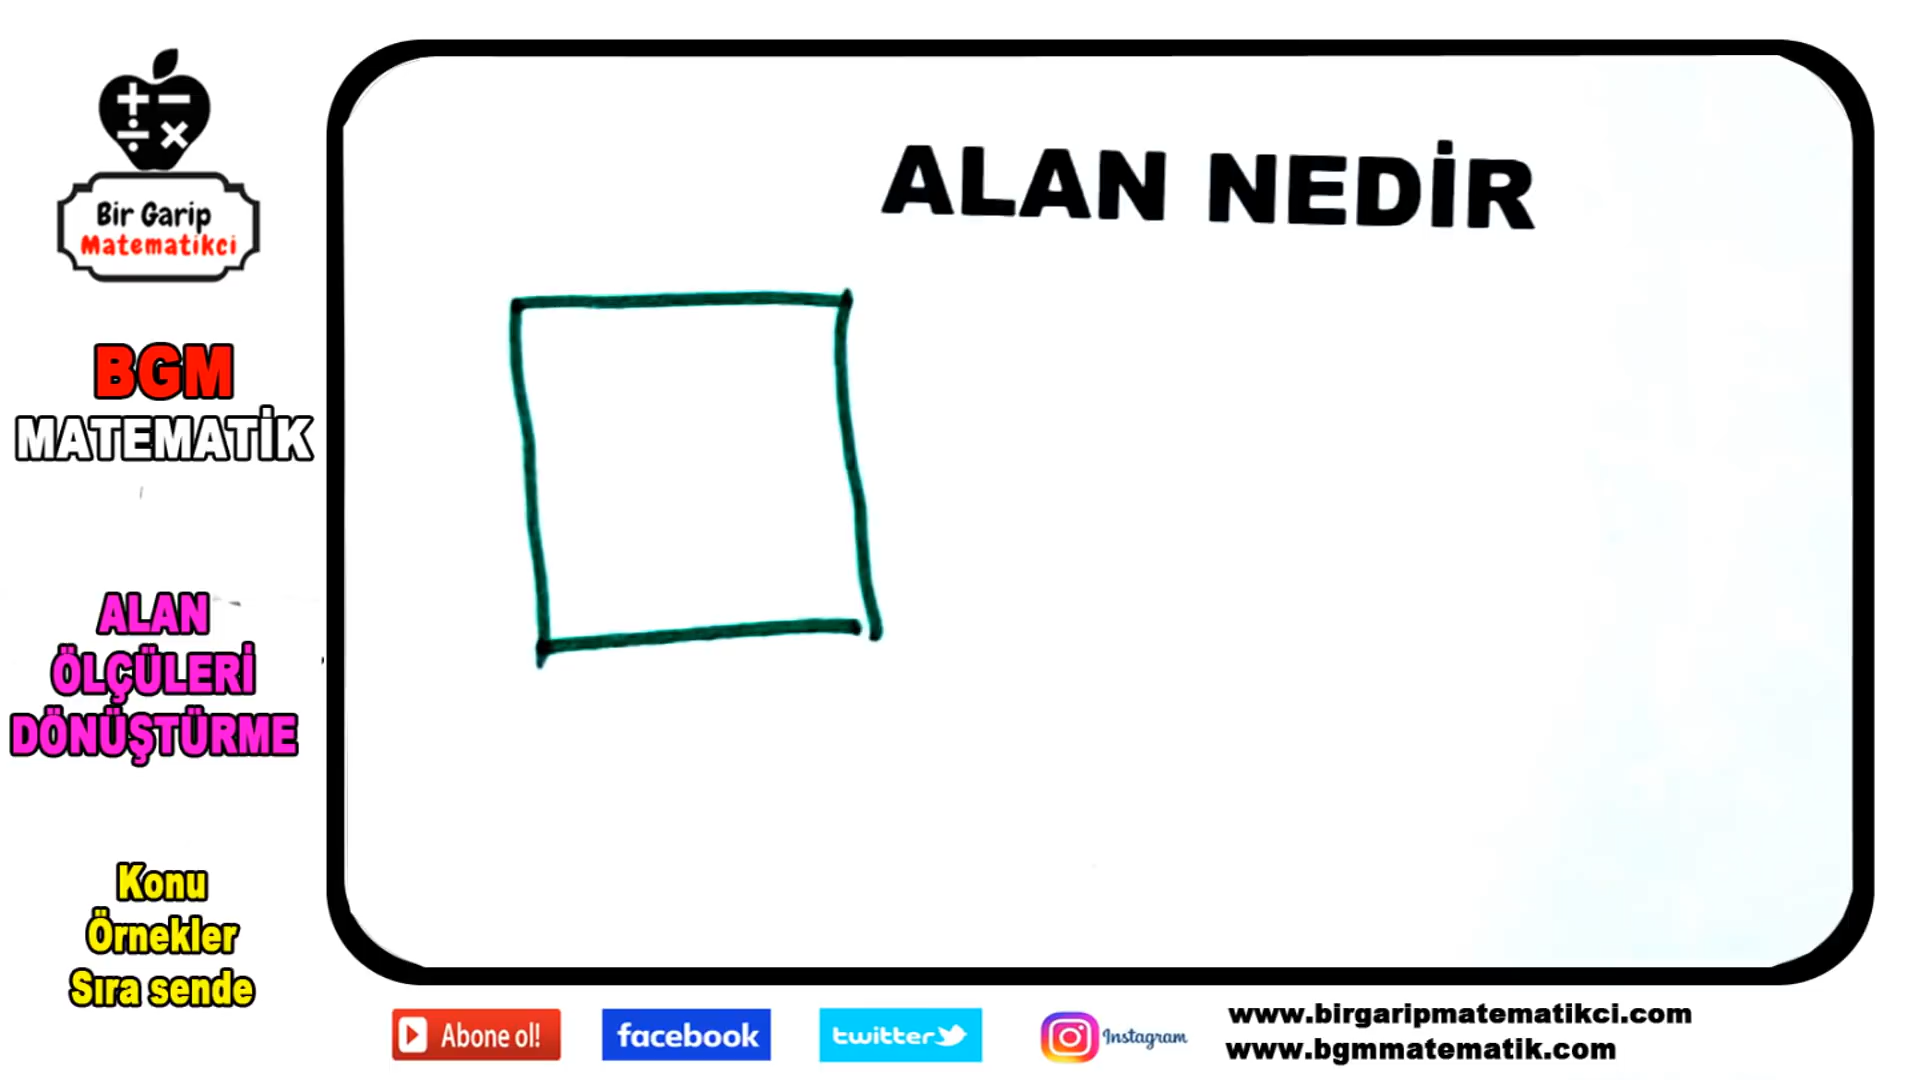 Bir Garip
Matematikci
BGM
MATEMATİK
ALAN
ÖLÇÜLERİ
DÖNÜŞTÜRME
Konu
Örnekler
Sıra sende
ALAN NEDİR
Abone ol!
facebook
twitter
Instagram
www.birgaripmatematikci.com
www.bgmmatematik.com